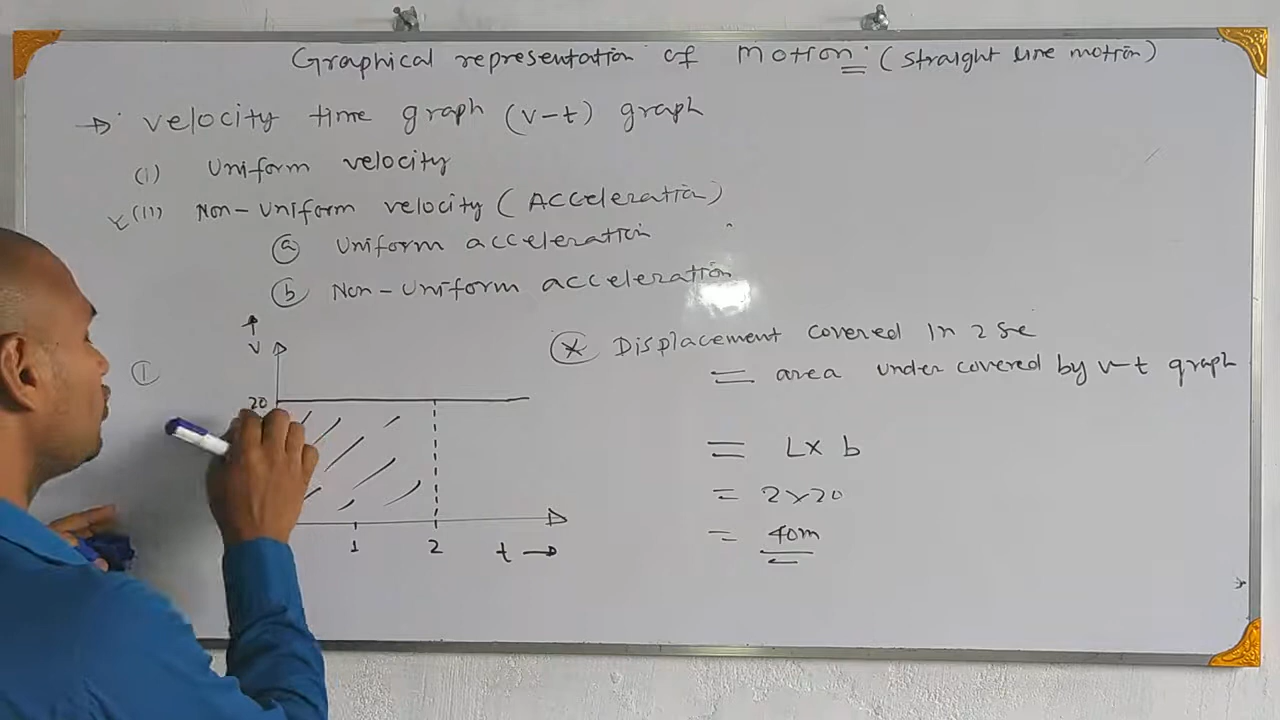 Graphical representation of Motion: (straight line motion)
→ Velocity time graph (v-t) graph
(i) Uniform velocity
(ii) Non-Uniform velocity (Acceleration)
(a) Uniform acceleration
(b) Non-Uniform acceleration
(*) Displacement covered in 2 se
= area under covered by v-t graph
= L x b
= 2x20
= 40m
①
↑
v
20
1 2 t →